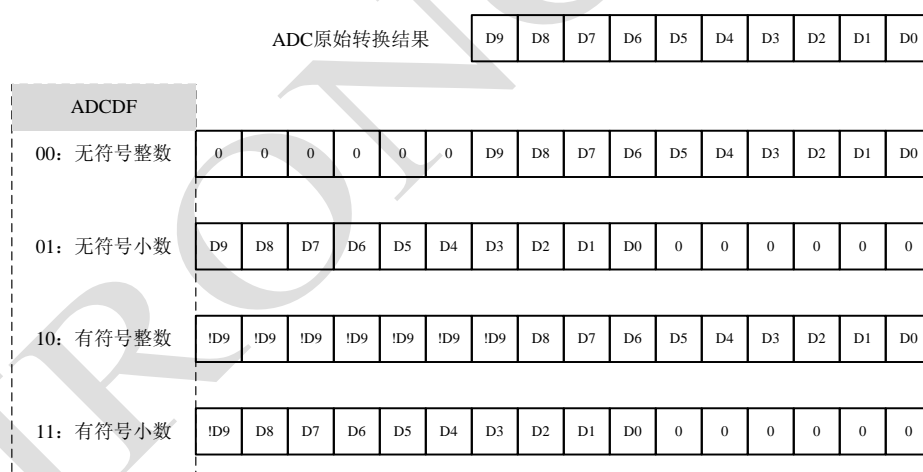 ADC原始转换结果 D9 D8 D7 D6 D5 D4 D3 D2 D1 D0
ADCDF
00：无符号整数 0 0 0 0 0 0 D9 D8 D7 D6 D5 D4 D3 D2 D1 D0
01：无符号小数 D9 D8 D7 D6 D5 D4 D3 D2 D1 D0 0 0 0 0 0 0
10：有符号整数 !D9 !D9 !D9 !D9 !D9 !D9 !D9 D8 D7 D6 D5 D4 D3 D2 D1 D0
11：有符号小数 !D9 D8 D7 D6 D5 D4 D3 D2 D1 D0 0 0 0 0 0 0